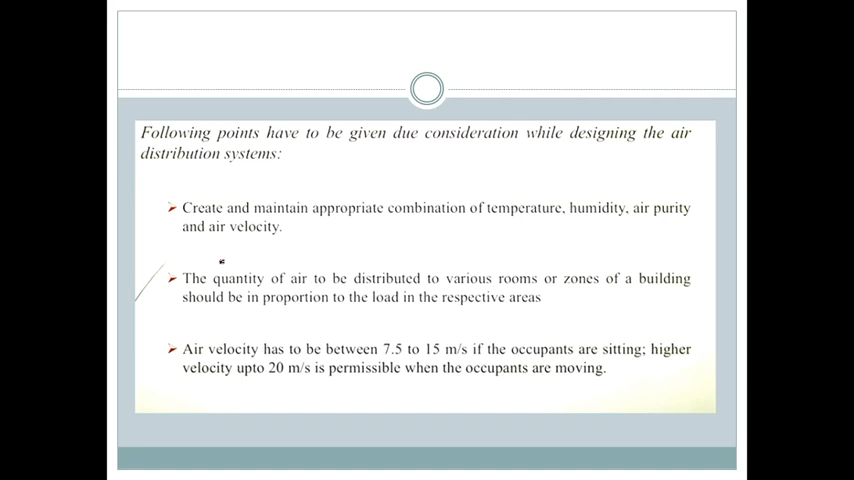 Following points have to be given due consideration while designing the air
distribution systems:
Create and maintain appropriate combination of temperature, humidity, air purity
and air velocity.
The quantity of air to be distributed to various rooms or zones of a building
should be in proportion to the load in the respective areas
Air velocity has to be between 7.5 to 15 m/s if the occupants are sitting; higher
velocity upto 20 m/s is permissible when the occupants are moving.